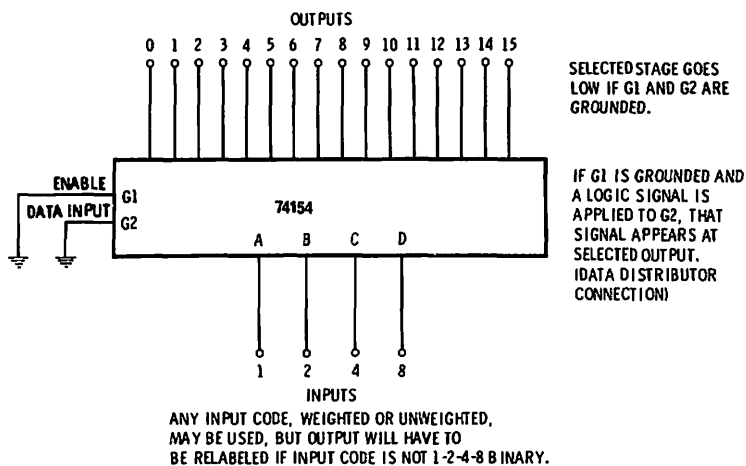 OUTPUTS
0 1 2 3 4 5 6 7 8 9 10 11 12 13 14 15
SELECTED STAGE GOES
LOW IF G1 AND G2 ARE
GROUNDED.
ENABLE
G1
DATA INPUT
G2
74154
A B C D
IF G1 IS GROUNDED AND
A LOGIC SIGNAL IS
APPLIED TO G2, THAT
SIGNAL APPEARS AT
SELECTED OUTPUT.
(DATA DISTRIBUTOR
CONNECTION)
1 2 4 8
INPUTS
ANY INPUT CODE, WEIGHTED OR UNWEIGHTED,
MAY BE USED, BUT OUTPUT WILL HAVE TO
BE RELABELED IF INPUT CODE IS NOT 1-2-4-8 BINARY.